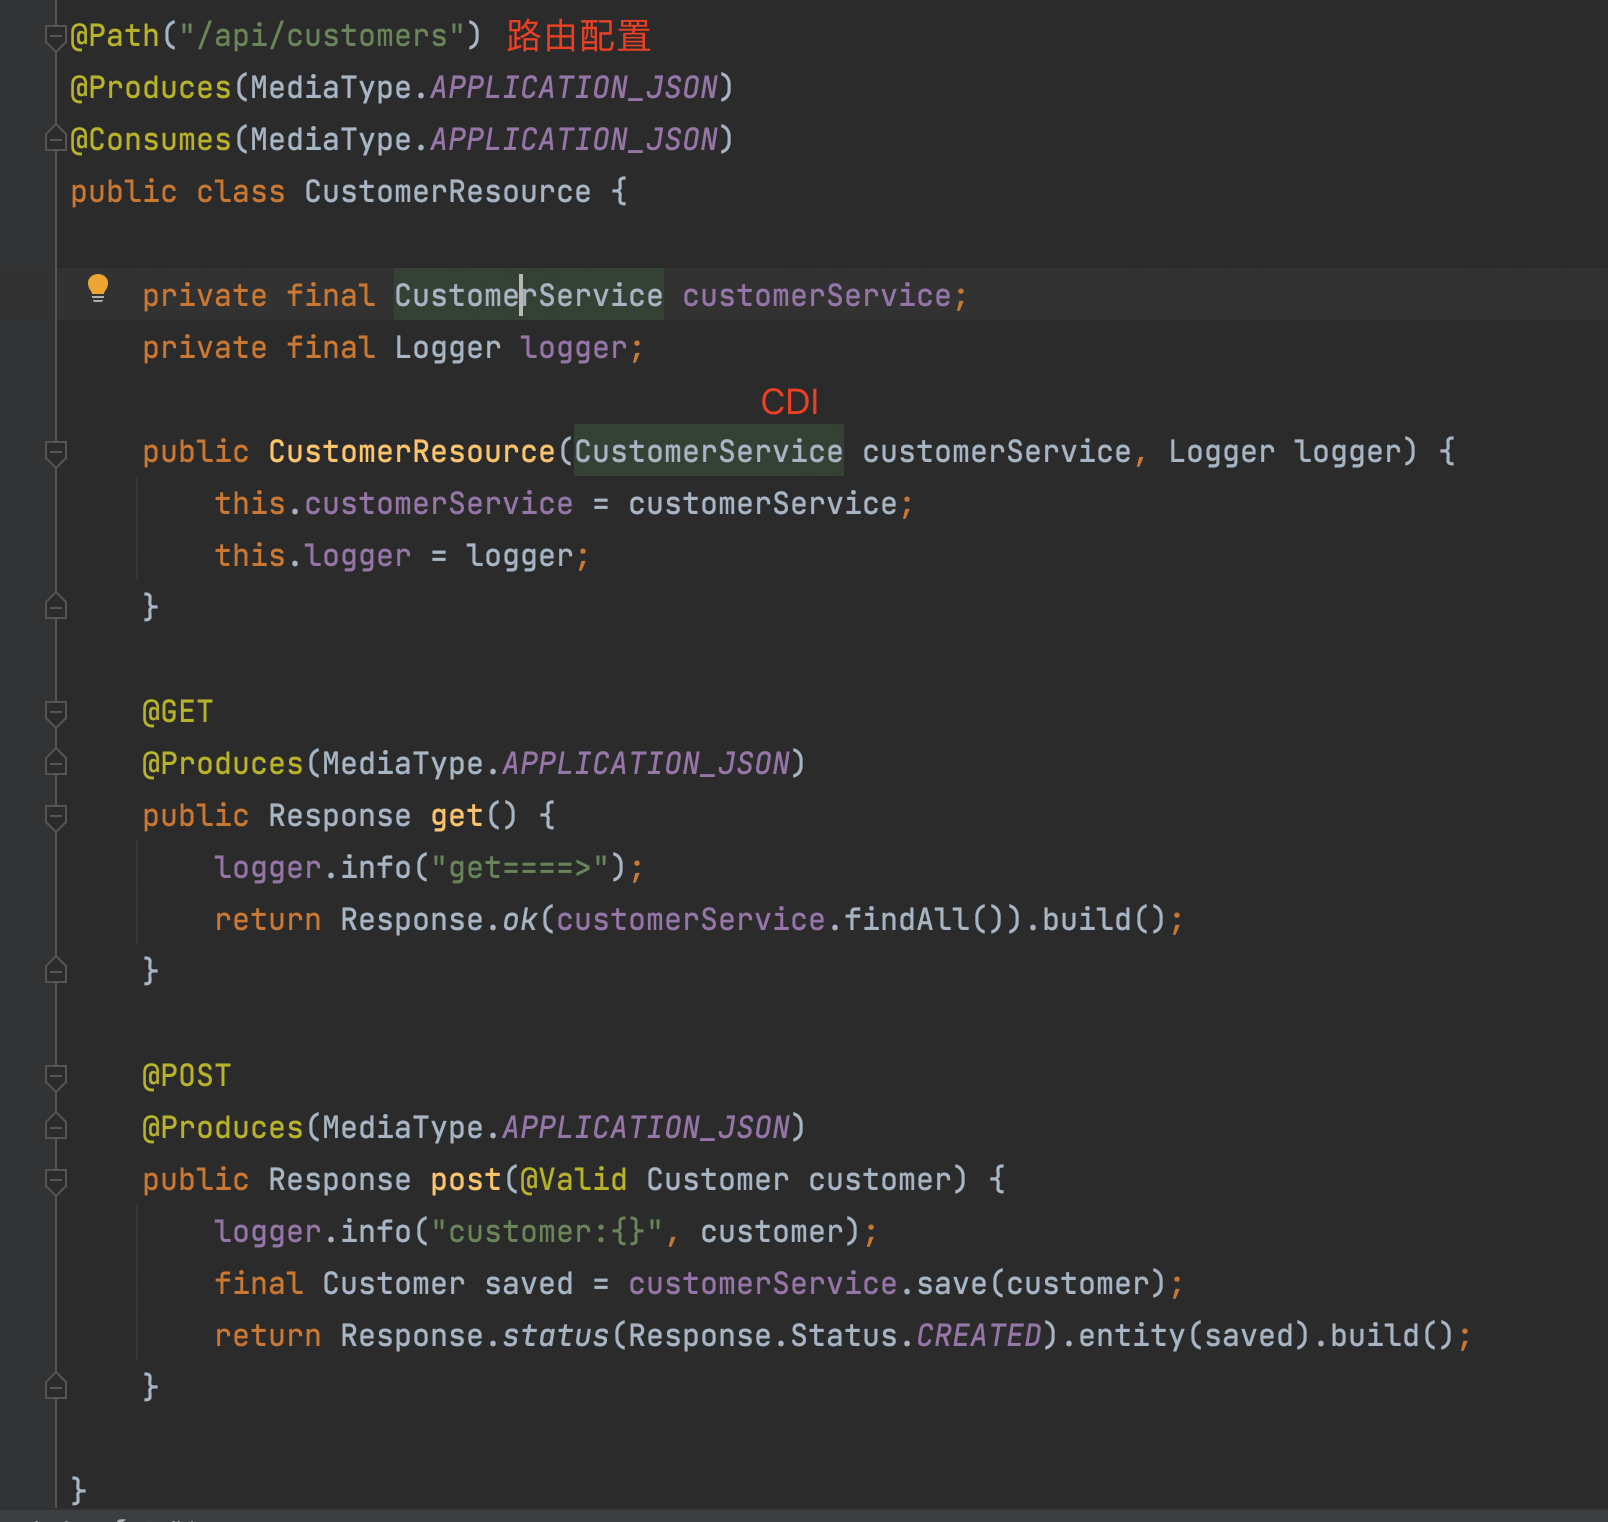 @Path("/api/customers") 路由配置
@Produces(MediaType.APPLICATION_JSON)
@Consumes(MediaType.APPLICATION_JSON)
public class CustomerResource {
private final CustomerService customerService;
private final Logger logger;
CDI
public CustomerResource(CustomerService customerService, Logger logger) {
this.customerService = customerService;
this.logger = logger;
}
@GET
@Produces(MediaType.APPLICATION_JSON)
public Response get() {
logger.info("get====>");
return Response.ok(customerService.findAll()).build();
}
@POST
@Produces(MediaType.APPLICATION_JSON)
public Response post(@Valid Customer customer) {
logger.info("customer:{}", customer);
final Customer saved = customerService.save(customer);
return Response.status(Response.Status.CREATED).entity(saved).build();
}
}